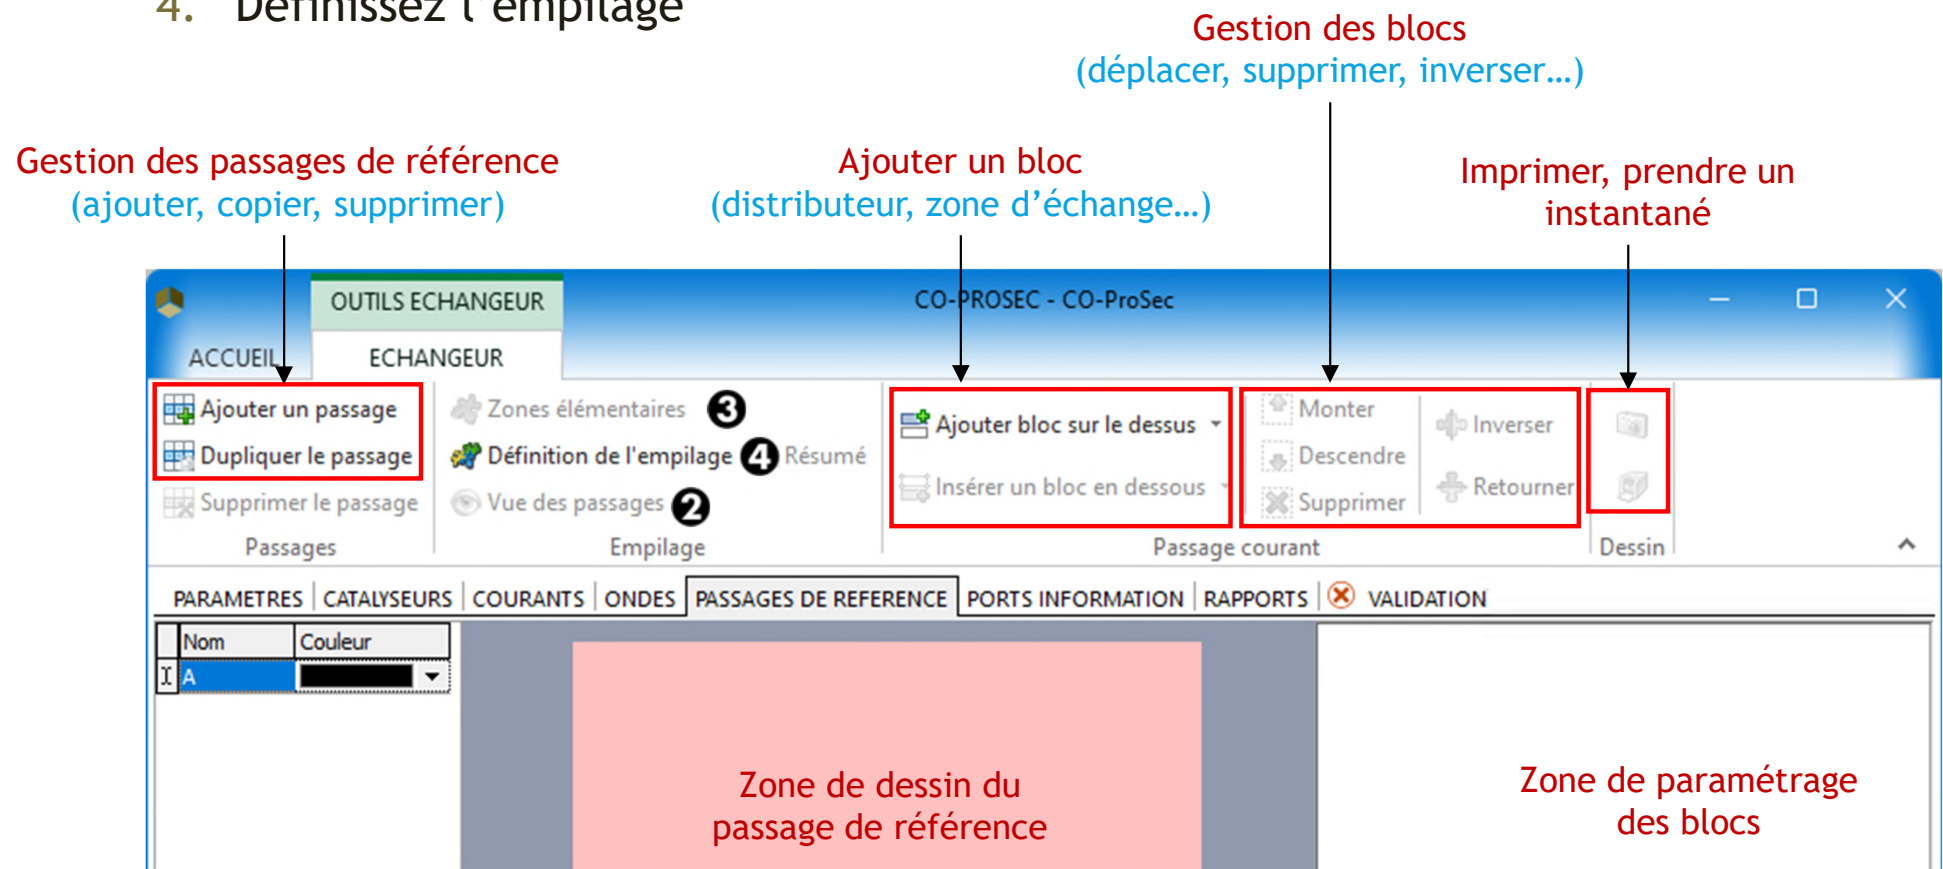 4. Définissez l'empilage
Gestion des blocs
(déplacer, supprimer, inverser…)
Gestion des passages de référence
(ajouter, copier, supprimer)
Ajouter un bloc
(distributeur, zone d'échange…)
Imprimer, prendre un
instantané
OUTILS ECHANGEUR
CO-PROSEC - CO-ProSec
ACCUEIL
ECHANGEUR
Ajouter un passage
Dupliquer le passage
Supprimer le passage
Passages
Zones élémentaires 3
Définition de l'empilage 4 Résumé
Vue des passages 2
Empilage
Ajouter bloc sur le dessus
Insérer un bloc en dessous
Monter
Descendre
Supprimer
Inverser
Retourner
Passage courant
Dessin
PARAMETRES CATALYSEURS COURANTS ONDES PASSAGES DE REFERENCE PORTS INFORMATION RAPPORTS VALIDATION
Nom Couleur
A
Zone de dessin du
passage de référence
Zone de paramétrage
des blocs